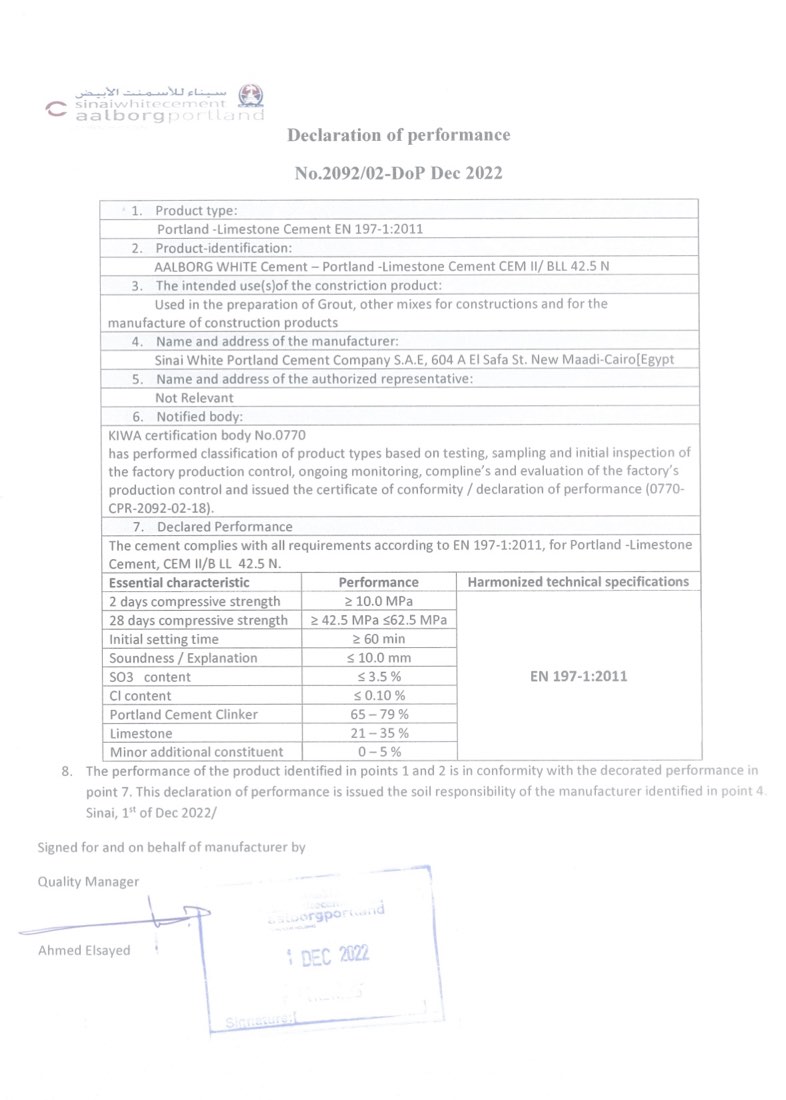 سيناء للأسمنت الأبيض
sinaiwhitecement
aalborgportland
Declaration of performance
No.2092/02-DoP Dec 2022
1. Product type:
Portland -Limestone Cement EN 197-1:2011
2. Product-identification:
AALBORG WHITE Cement – Portland -Limestone Cement CEM II/ BLL 42.5 N
3. The intended use(s)of the constriction product:
Used in the preparation of Grout, other mixes for constructions and for the
manufacture of construction products
4. Name and address of the manufacturer:
Sinai White Portland Cement Company S.A.E, 604 A El Safa St. New Maadi-Cairo[Egypt
5. Name and address of the authorized representative:
Not Relevant
6. Notified body:
KIWA certification body No.0770
has performed classification of product types based on testing, sampling and initial inspection of
the factory production control, ongoing monitoring, compline's and evaluation of the factory's
production control and issued the certificate of conformity / declaration of performance (0770-
CPR-2092-02-18).
7. Declared Performance
The cement complies with all requirements according to EN 197-1:2011, for Portland -Limestone
Cement, CEM II/B LL 42.5 N.
Essential characteristic Performance Harmonized technical specifications
2 days compressive strength ≥ 10.0 MPa
28 days compressive strength ≥ 42.5 MPa ≤62.5 MPa
Initial setting time ≥ 60 min
Soundness / Explanation ≤ 10.0 mm
SO3 content ≤ 3.5 % EN 197-1:2011
Cl content ≤ 0.10 %
Portland Cement Clinker 65 – 79 %
Limestone 21 – 35 %
Minor additional constituent 0 – 5 %
8. The performance of the product identified in points 1 and 2 is in conformity with the decorated performance in
point 7. This declaration of performance is issued the soil responsibility of the manufacturer identified in point 4.
Sinai, 1st of Dec 2022/
Signed for and on behalf of manufacturer by
Quality Manager
Ahmed Elsayed
aalborgportland
1 DEC 2022
Signature: